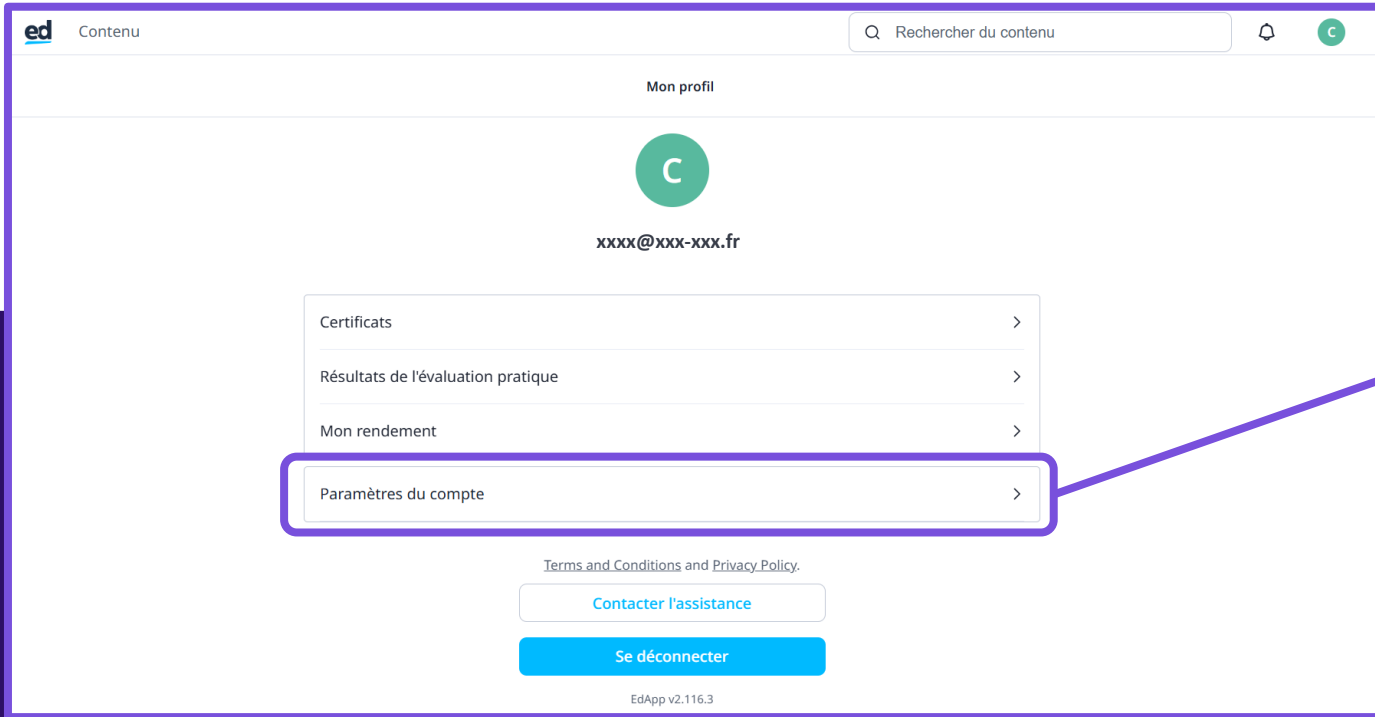 ed Contenu Rechercher du contenu C
Mon profil
C
xxxx@xxx-xxx.fr
Certificats
Résultats de l'évaluation pratique
Mon rendement
Paramètres du compte
Terms and Conditions and Privacy Policy.
Contacter l'assistance
Se déconnecter
EdApp v2.116.3